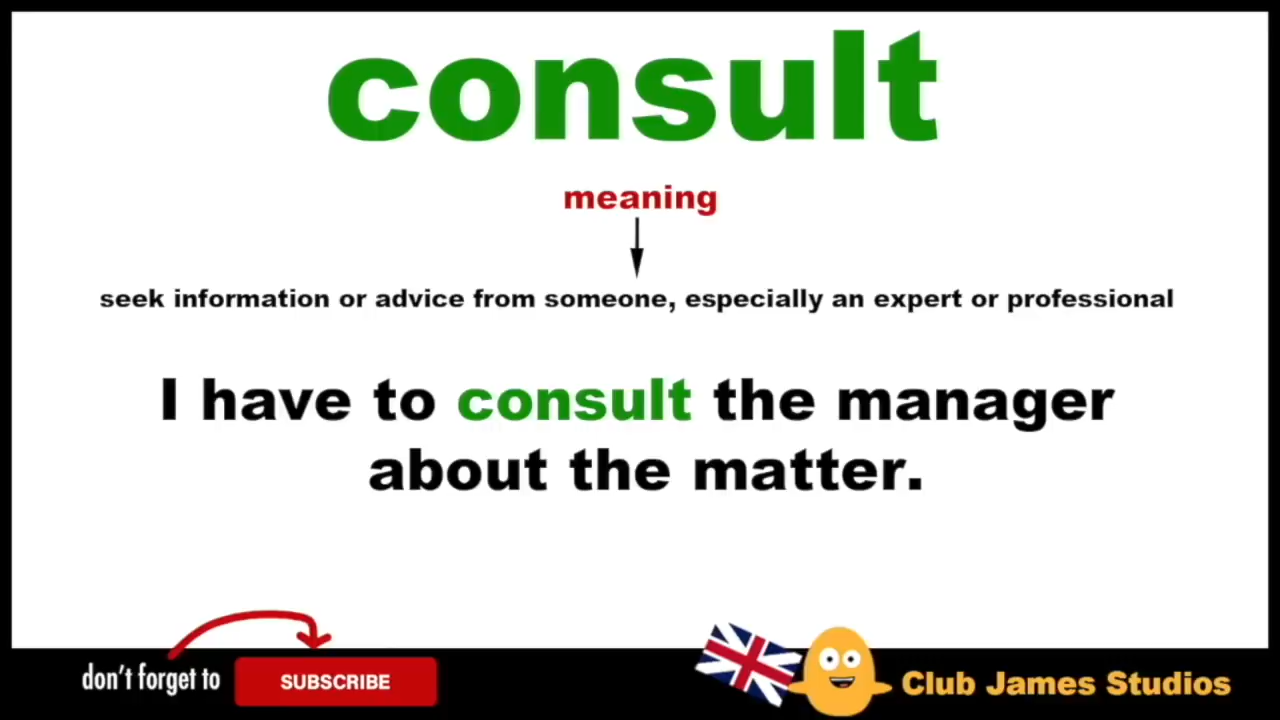 consult
meaning
seek information or advice from someone, especially an expert or professional
I have to consult the manager
about the matter.
don't forget to
SUBSCRIBE
Club James Studios